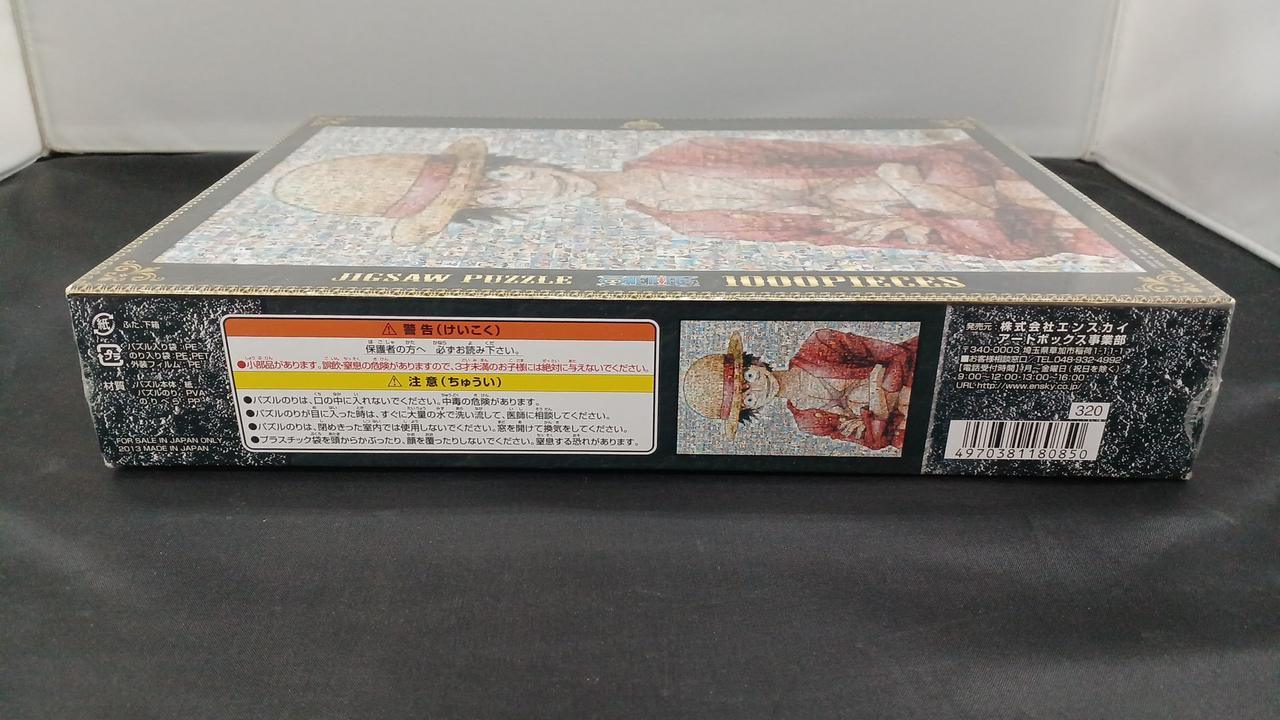 JIGSAW PUZZLE 1000PIECES
紙
ふた、下箱
プラ
パズル入り袋 :PE
のり入り袋 :PE,PET
外装フィルム :PE
材質
パズル本体 :紙
パズルのり :PVA
FOR SALE IN JAPAN ONLY
2013 MADE IN JAPAN
警告(けいこく)
保護者の方へ 必ずお読み下さい。
●小部品があります。誤飲・窒息の危険がありますので、3才未満のお子様には絶対に与えないでください。
注意(ちゅうい)
●パズルのりは、口の中に入れないでください。中毒の危険があります。
●パズルのりが目に入った時は、すぐに大量の水で洗い流して、医師に相談してください。
●パズルのりは、閉めきった室内では使用しないでください。窓を開けて換気をしてください。
●プラスチック袋を頭からかぶったり、顔を覆ったりしないでください。窒息する恐れがあります。
発売元 株式会社エンスカイ
アートボックス事業部
〒340-0003 埼玉県草加市稲荷1-11-1
■お客様相談窓口/TEL 048-932-4992
【電話受付時間】月〜金曜日(祝日を除く)
9:00〜12:00・13:00〜16:00
URL http://www.ensky.co.jp/
320
4970381180850